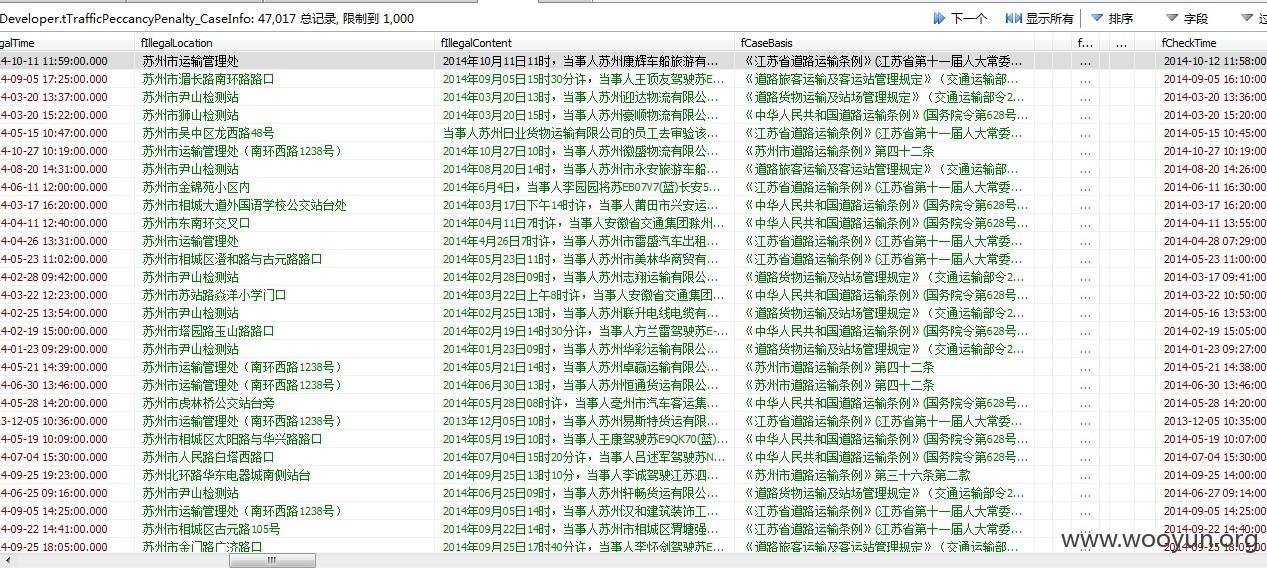 Developer.tTrafficPeccancyPenalty_CaseInfo: 47,017 总记录, 限制到 1,000 下一个 显示所有 排序 字段 过
galTime fIllegalLocation fIllegalContent fCaseBasis f... ... fCheckTime
4-10-11 11:59:00.000 苏州市运输管理处 2014年10月11日11时，当事人苏州康辉车船旅游有... 《江苏省道路运输条例》(江苏省第十一届人大常委... ... 2014-10-12 11:58:00
4-09-05 17:25:00.000 苏州市湄长路南环路路口 2014年09月05日15时30分许，当事人王顶友驾驶苏E... 《道路旅客运输及客运站管理规定》（交通运输部... ... 2014-09-05 16:10:00
4-03-20 13:37:00.000 苏州市尹山检测站 2014年03月20日13时，当事人苏州迎达物流有限公... 《道路货物运输及站场管理规定》（交通运输部令2... ... 2014-03-20 13:36:00
4-03-20 15:22:00.000 苏州市狮山检测站 2014年03月20日15时，当事人苏州豪顺物流有限公... 《中华人民共和国道路运输条例》(国务院令第628号... ... 2014-03-20 15:20:00
4-05-15 10:47:00.000 苏州市吴中区龙西路48号 当事人苏州日业货物运输有限公司的员工去审验该... 《江苏省道路运输条例》(江苏省第十一届人大常委... ... 2014-05-15 10:45:00
4-10-27 10:19:00.000 苏州市运输管理处（南环西路1238号） 2014年10月27日10时，当事人苏州徽盛物流有限公... 《苏州市道路运输条例》第四十二条 ... 2014-10-27 10:19:00
4-08-20 14:31:00.000 苏州市尹山检测站 2014年08月20日14时，当事人苏州市永安旅游车船... 《道路旅客运输及客运站管理规定》（交通运输部... ... 2014-08-20 14:26:00
4-06-11 12:00:00.000 苏州市金锦苑小区内 2014年6月4日，当事人李园园将苏EB07V7(蓝)长安5... 《江苏省道路运输条例》(江苏省第十一届人大常委... ... 2014-06-11 16:30:00
4-03-17 16:20:00.000 苏州市相城大道外国语学校公交站台处 2014年03月17日下午14时许，当事人莆田市兴安运... 《中华人民共和国道路运输条例》(国务院令第628号... ... 2014-03-17 16:20:00
4-04-11 12:40:00.000 苏州市东南环交叉口 2014年04月11日7时许，当事人安徽省交通集团滁州... 《中华人民共和国道路运输条例》(国务院令第628号... ... 2014-04-11 13:55:00
4-04-26 13:31:00.000 苏州市运输管理处 2014年4月26日7时许，当事人苏州市雷盛汽车出租... 《江苏省道路运输条例》(江苏省第十一届人大常委... ... 2014-04-28 07:29:00
4-05-23 11:02:00.000 苏州市相城区澄和路与古元路路口 2014年05月23日11时，当事人苏州市美林华商贸有... 《江苏省道路运输条例》(江苏省第十一届人大常委... ... 2014-05-23 11:00:00
4-02-28 09:42:00.000 苏州市尹山检测站 2014年02月28日09时，当事人苏州志翔运输有限公... 《道路货物运输及站场管理规定》（交通运输部令2... ... 2014-03-17 09:41:00
4-03-22 12:23:00.000 苏州市苏站路焱洋小学门口 2014年03月22日上午8时许，当事人安徽省交通集团... 《中华人民共和国道路运输条例》(国务院令第628号... ... 2014-03-22 10:50:00
4-02-25 13:54:00.000 苏州市尹山检测站 2014年02月25日13时，当事人苏州联升电线电缆有... 《道路货物运输及站场管理规定》（交通运输部令2... ... 2014-05-16 13:53:00
4-02-19 15:00:00.000 苏州市塔园路玉山路路口 2014年02月19日14时30分许，当事人方兰雷驾驶苏E-... 《中华人民共和国道路运输条例》(国务院令第628号... ... 2014-02-19 15:05:00
4-01-23 09:29:00.000 苏州市尹山检测站 2014年01月23日09时，当事人苏州华彩运输有限公... 《道路货物运输及站场管理规定》（交通运输部令2... ... 2014-01-23 09:27:00
4-05-21 14:39:00.000 苏州市运输管理处（南环西路1238号） 2014年05月21日14时，当事人苏州卓赢运输有限公... 《苏州市道路运输条例》第四十二条 ... 2014-05-21 14:38:00
4-06-30 13:46:00.000 苏州市运输管理处（南环西路1238号） 2014年06月30日13时，当事人苏州恒通货运有限公... 《苏州市道路运输条例》第四十二条 ... 2014-06-30 13:46:00
4-05-28 14:20:00.000 苏州市虎林桥公交站台旁 2014年05月28日08时许，当事人亳州市汽车客运集... 《中华人民共和国道路运输条例》(国务院令第628号... ... 2014-05-28 14:20:00
3-12-05 10:36:00.000 苏州市运输管理处（南环西路1238号） 2013年12月05日10时，当事人苏州易斯特货运有限... 《江苏省道路运输条例》(江苏省第十一届人大常委... ... 2013-12-05 10:35:00
4-05-19 10:09:00.000 苏州市相城区太阳路与华兴路路口 2014年05月19日10时，当事人王康驾驶苏E9QK70(蓝)... 《中华人民共和国道路运输条例》(国务院令第628号... ... 2014-05-19 10:07:00
4-07-04 15:30:00.000 苏州市人民路白塔西路口 2014年07月04日15时20分许，当事人吕述军驾驶苏N... 《中华人民共和国道路运输条例》(国务院令第628号... ... 2014-07-04 15:30:00
4-09-25 19:23:00.000 苏州北环路华东电器城南侧站台 2014年09月25日13时10分，当事人李诚驾驶江苏泗... 《苏州市道路运输条例》第三十六条第二款 ... 2014-09-25 14:00:00
4-06-25 09:16:00.000 苏州市尹山检测站 2014年06月25日09时，当事人苏州轩畅货运有限公... 《道路货物运输及站场管理规定》（交通运输部令2... ... 2014-06-27 09:14:00
4-09-05 14:25:00.000 苏州市运输管理处（南环西路1238号） 2014年09月05日14时，当事人苏州汉和建筑装饰工... 《江苏省道路运输条例》(江苏省第十一届人大常委... ... 2014-09-05 14:25:00
4-09-22 14:41:00.000 苏州市相城区古元路105号 2014年09月22日14时，当事人苏州市相城区渭塘强... 《江苏省道路运输条例》(江苏省第十一届人大常委... ... 2014-09-22 14:40:00
4-09-25 18:05:00.000 苏州市金门路广济路口 2014年09月25日17时40分许，当事人李怀剑驾驶苏E... 《道路旅客运输及客运站管理规定》（交通运输部... ... 2014-09-25 18:05:00
www.wooyun.org